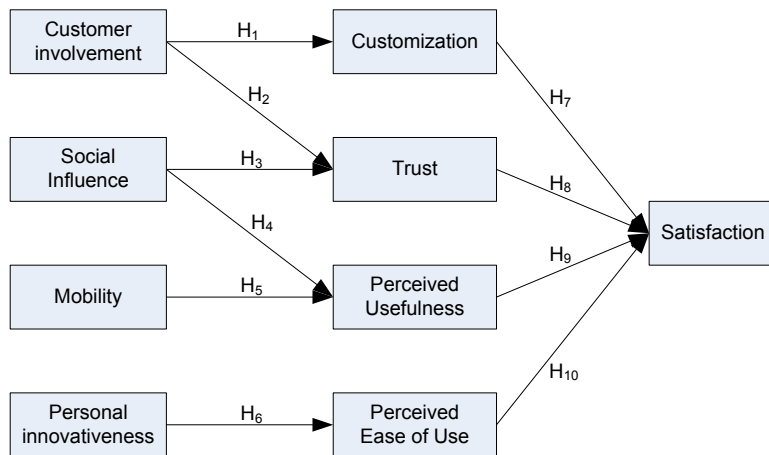 Customer
involvement
H₁
Customization
H₂
H₇
Social
Influence
H₃
Trust
H₈
H₄
Satisfaction
Mobility
H₅
Perceived
Usefulness
H₉
H₁₀
Personal
innovativeness
H₆
Perceived
Ease of Use